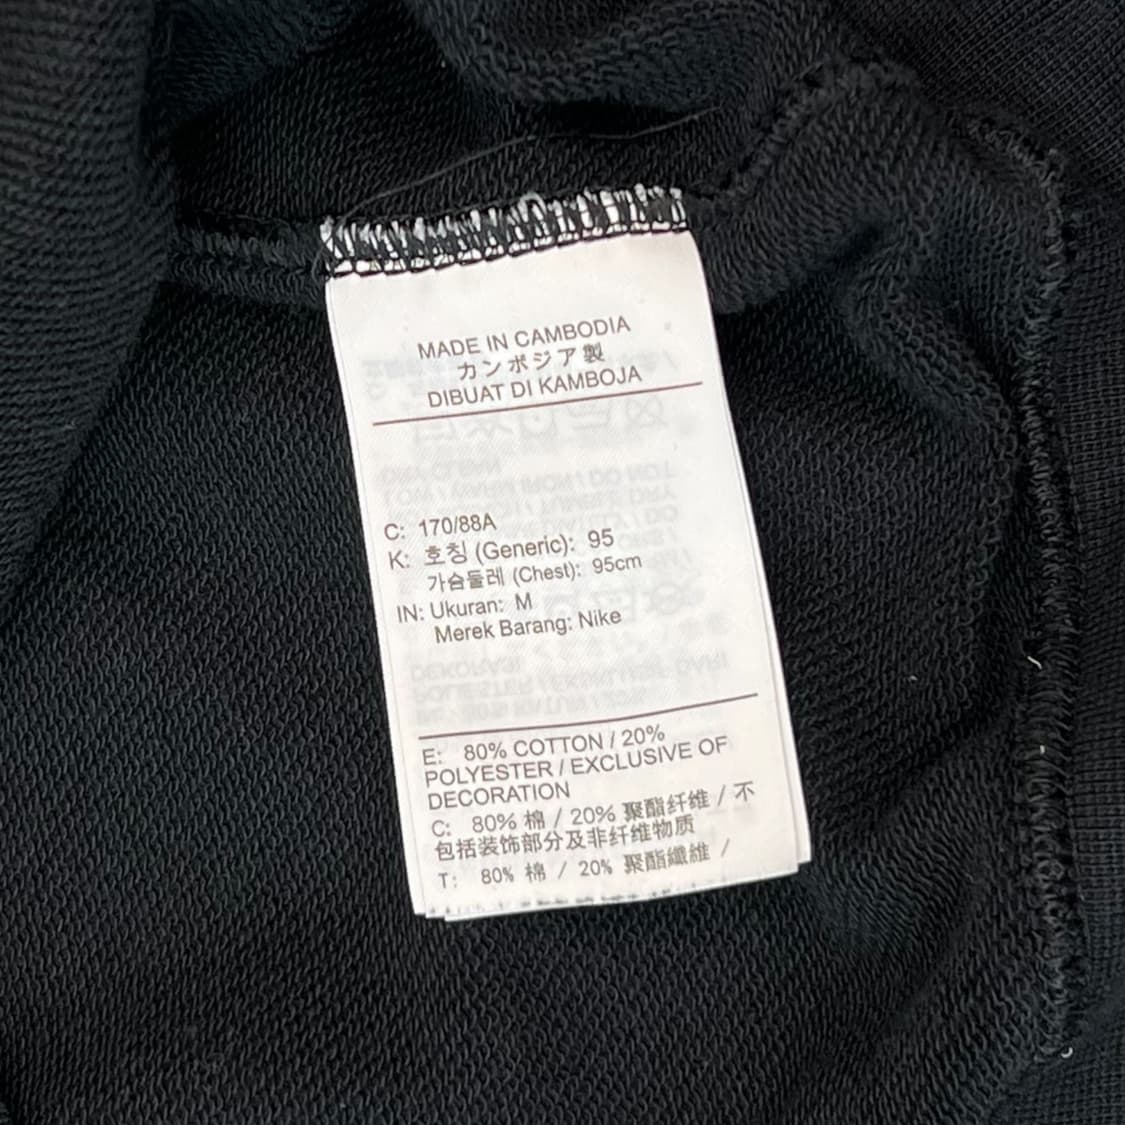 MADE IN CAMBODIA
カンボジア製
DIBUAT DI KAMBOJA
C: 170/88A
K: 호칭 (Generic): 95
가슴둘레 (Chest): 95cm
IN: Ukuran: M
Merek Barang: Nike
E: 80% COTTON / 20%
POLYESTER / EXCLUSIVE OF
DECORATION
C: 80% 棉 / 20% 聚酯纤维 / 不
包括装饰部分及非纤维物质
T: 80% 棉 / 20% 聚酯纖維 /